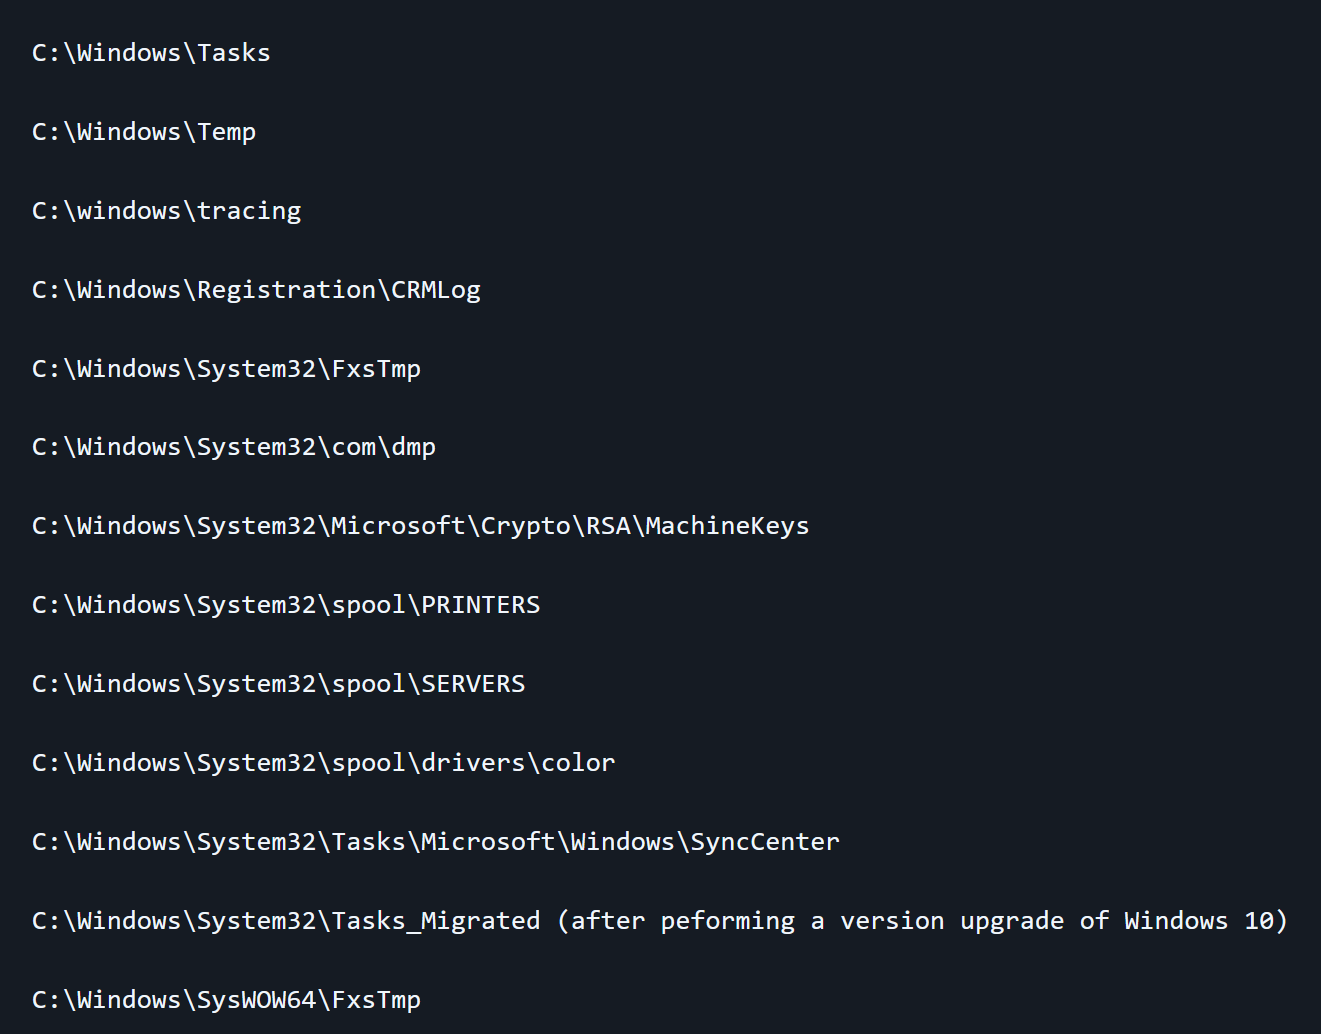 C:\Windows\Tasks
C:\Windows\Temp
C:\windows\tracing
C:\Windows\Registration\CRMLog
C:\Windows\System32\FxsTmp
C:\Windows\System32\com\dmp
C:\Windows\System32\Microsoft\Crypto\RSA\MachineKeys
C:\Windows\System32\spool\PRINTERS
C:\Windows\System32\spool\SERVERS
C:\Windows\System32\spool\drivers\color
C:\Windows\System32\Tasks\Microsoft\Windows\SyncCenter
C:\Windows\System32\Tasks_Migrated (after peforming a version upgrade of Windows 10)
C:\Windows\SysWOW64\FxsTmp